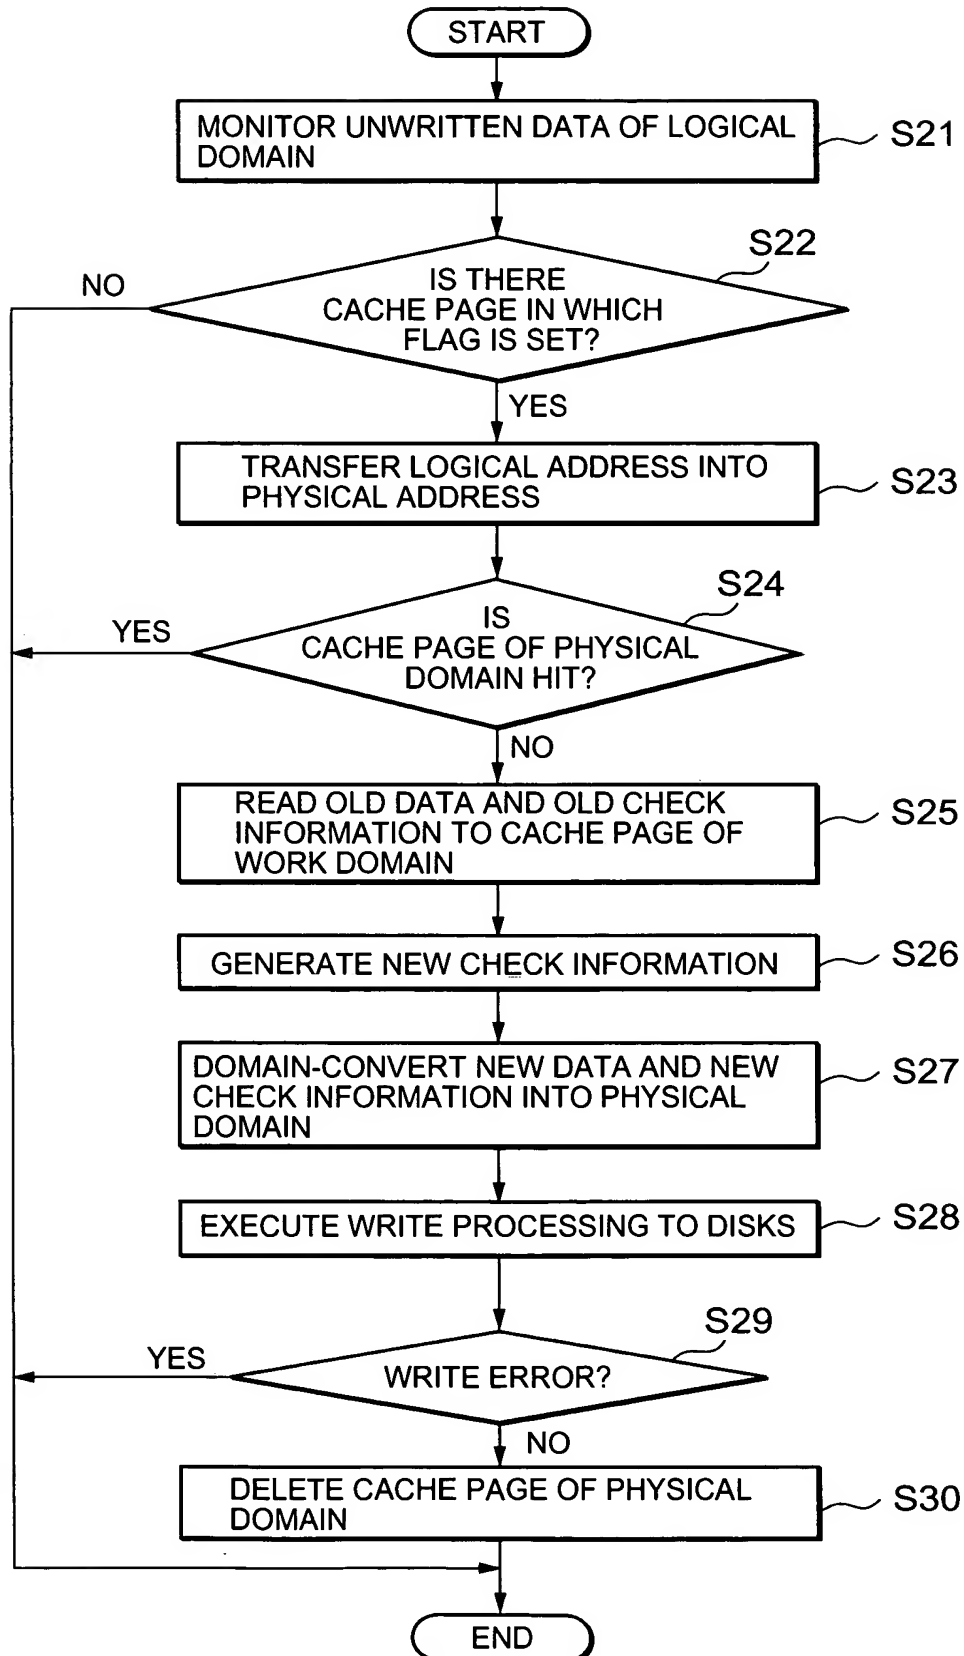 START
MONITOR UNWRITTEN DATA OF LOGICAL
DOMAIN
S21
S22
IS THERE
CACHE PAGE IN WHICH
FLAG IS SET?
NO
YES
TRANSFER LOGICAL ADDRESS INTO
PHYSICAL ADDRESS
S23
S24
IS
CACHE PAGE OF PHYSICAL
DOMAIN HIT?
YES
NO
READ OLD DATA AND OLD CHECK
INFORMATION TO CACHE PAGE OF
WORK DOMAIN
S25
GENERATE NEW CHECK INFORMATION
S26
DOMAIN-CONVERT NEW DATA AND NEW
CHECK INFORMATION INTO PHYSICAL
DOMAIN
S27
EXECUTE WRITE PROCESSING TO DISKS
S28
S29
WRITE ERROR?
YES
NO
DELETE CACHE PAGE OF PHYSICAL
DOMAIN
S30
END